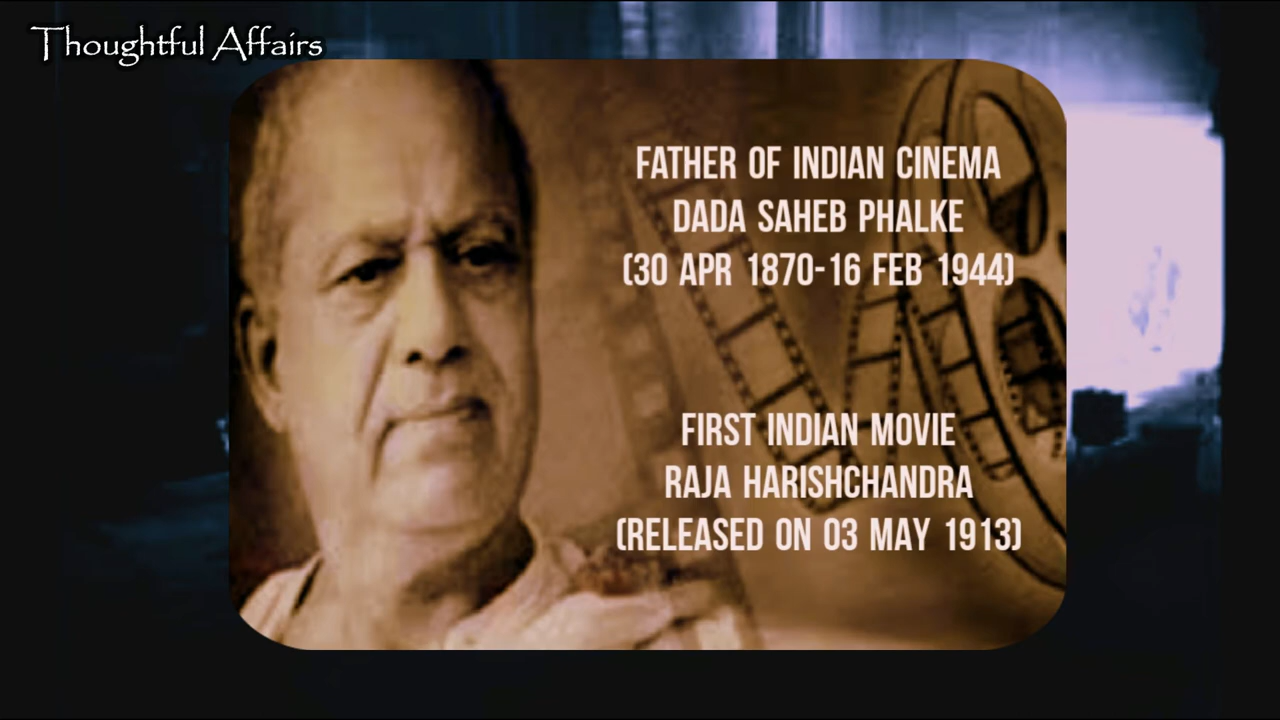 Thoughtful Affairs
FATHER OF INDIAN CINEMA
DADA SAHEB PHALKE
(30 APR 1870-16 FEB 1944)
FIRST INDIAN MOVIE
RAJA HARISHCHANDRA
(RELEASED ON 03 MAY 1913)